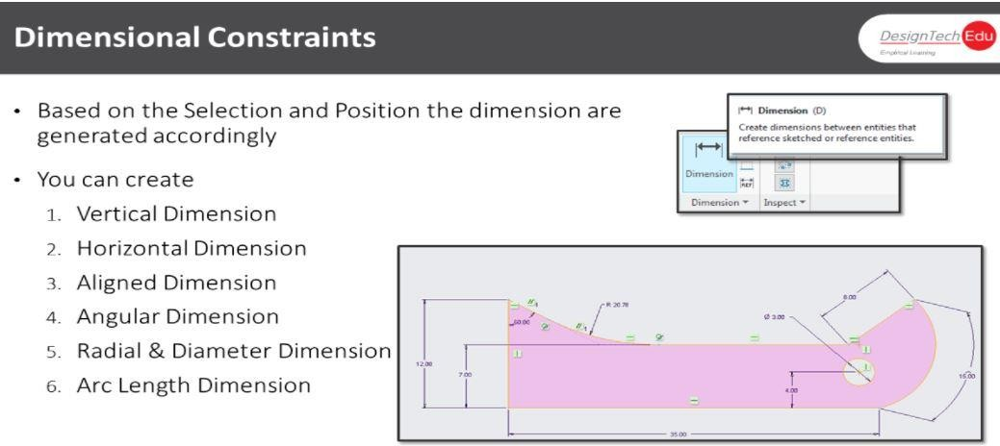 Dimensional Constraints
DesignTech Edu
Empirical Learning
• Based on the Selection and Position the dimension are
generated accordingly
• You can create
1. Vertical Dimension
2. Horizontal Dimension
3. Aligned Dimension
4. Angular Dimension
5. Radial & Diameter Dimension
6. Arc Length Dimension
Dimension (D)
Create dimensions between entities that
reference sketched or reference entities.
Dimension
REF
Dimension Inspect
8.00
R 20.78
Ø 3.00
60.00
12.00
7.00
4.00
15.00
35.00